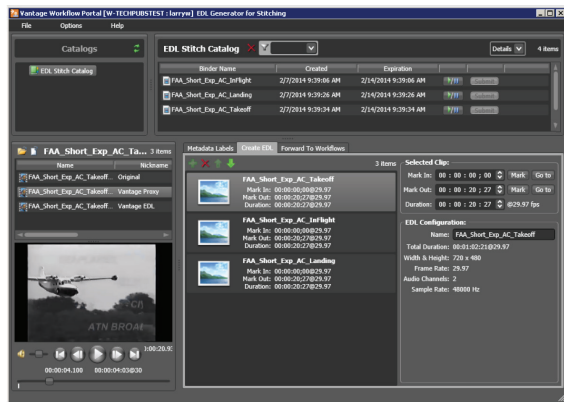 Vantage Workflow Portal [W-TECHPUBSTEST : larryw] EDL Generator for Stitching
File Options Help
Catalogs
EDL Stitch Catalog
EDL Stitch Catalog
Details
4 items
Binder Name Created Expiration
FAA_Short_Exp_AC_InFlight 2/7/2014 9:39:06 AM 2/14/2014 9:39:06 AM Submit
FAA_Short_Exp_AC_Landing 2/7/2014 9:39:26 AM 2/14/2014 9:39:26 AM Submit
FAA_Short_Exp_AC_Takeoff 2/7/2014 9:39:34 AM 2/14/2014 9:39:34 AM Submit
FAA_Short_Exp_AC_Ta... 3 items
Name Nickname
FAA_Short_Exp_AC_Takeoff... Original
FAA_Short_Exp_AC_Takeoff... Vantage Proxy
FAA_Short_Exp_AC_Takeoff... Vantage EDL
ATN BROA
00:00:04.100 00:00:04:03@30
Metadata Labels Create EDL Forward To Workflows
3 items
FAA_Short_Exp_AC_Takeoff
Mark In: 00:00:00;00@29.97
Mark Out: 00:00:20;27@29.97
Duration: 00:00:20;27@29.97
FAA_Short_Exp_AC_InFlight
Mark In: 00:00:00;00@29.97
Mark Out: 00:00:20;27@29.97
Duration: 00:00:20;27@29.97
FAA_Short_Exp_AC_Landing
Mark In: 00:00:00;00@29.97
Mark Out: 00:00:20;27@29.97
Duration: 00:00:20;27@29.97
Selected Clip:
Mark In: 00 : 00 : 00 ; 00 Mark Go to
Mark Out: 00 : 00 : 20 ; 27 Mark Go to
Duration: 00 : 00 : 20 ; 27 @29.97 fps
EDL Configuration:
Name: FAA_Short_Exp_AC_Takeoff
Total Duration: 00:01:02;21@29.97
Width & Height: 720 x 480
Frame Rate: 29.97
Audio Channels: 2
Sample Rate: 48000 Hz